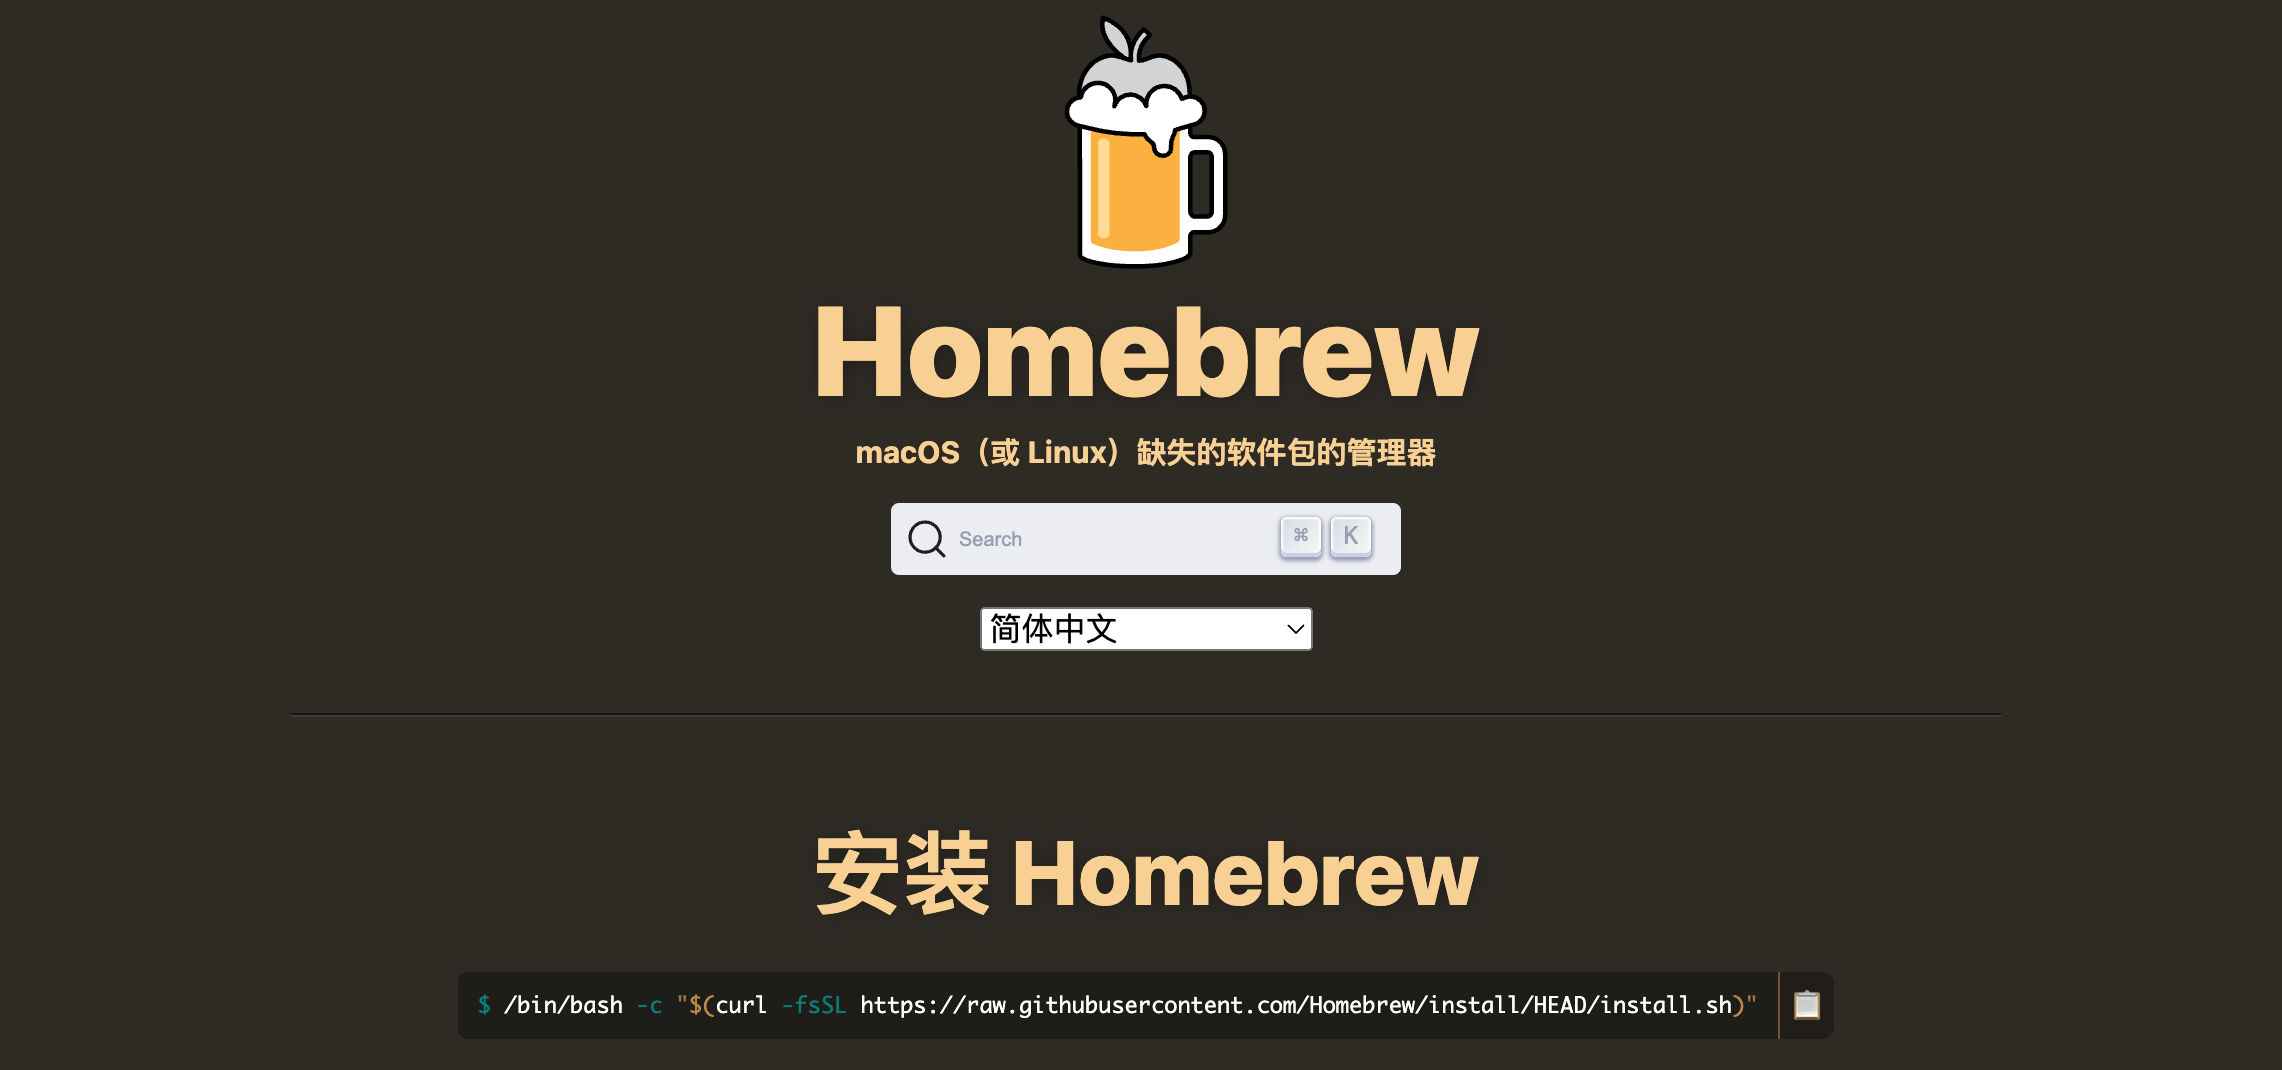 Homebrew
macOS（或 Linux）缺失的软件包的管理器
Search ⌘ K
简体中文
安装 Homebrew
$ /bin/bash -c "$(curl -fsSL https://raw.githubusercontent.com/Homebrew/install/HEAD/install.sh)"